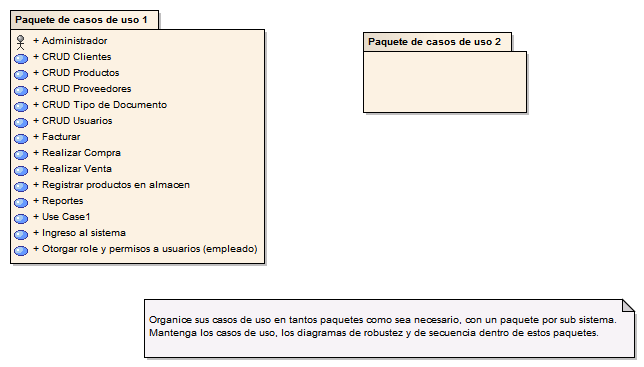 Paquete de casos de uso 1
+ Administrador
+ CRUD Clientes
+ CRUD Productos
+ CRUD Proveedores
+ CRUD Tipo de Documento
+ CRUD Usuarios
+ Facturar
+ Realizar Compra
+ Realizar Venta
+ Registrar productos en almacen
+ Reportes
+ Use Case1
+ Ingreso al sistema
+ Otorgar role y permisos a usuarios (empleado)
Paquete de casos de uso 2
Organice sus casos de uso en tantos paquetes como sea necesario, con un paquete por sub sistema.
Mantenga los casos de uso, los diagramas de robustez y de secuencia dentro de estos paquetes.